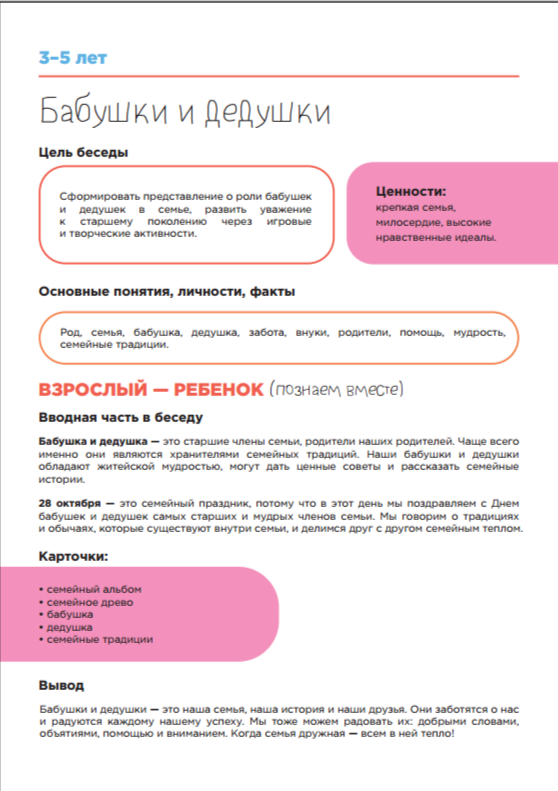 3–5 лет
Бабушки и дедушки
Цель беседы
Сформировать представление о роли бабушек
и дедушек в семье, развить уважение
к старшему поколению через игровые
и творческие активности.
Ценности:
крепкая семья,
милосердие, высокие
нравственные идеалы.
Основные понятия, личности, факты
Род, семья, бабушка, дедушка, забота, внуки, родители, помощь, мудрость,
семейные традиции.
ВЗРОСЛЫЙ — РЕБЕНОК (познаем вместе)
Вводная часть в беседу
Бабушка и дедушка — это старшие члены семьи, родители наших родителей. Чаще всего
именно они являются хранителями семейных традиций. Наши бабушки и дедушки
обладают житейской мудростью, могут дать ценные советы и рассказать семейные
истории.
28 октября — это семейный праздник, потому что в этот день мы поздравляем с Днем
бабушек и дедушек самых старших и мудрых членов семьи. Мы говорим о традициях
и обычаях, которые существуют внутри семьи, и делимся друг с другом семейным теплом.
Карточки:
• семейный альбом
• семейное древо
• бабушка
• дедушка
• семейные традиции
Вывод
Бабушки и дедушки — это наша семья, наша история и наши друзья. Они заботятся о нас
и радуются каждому нашему успеху. Мы тоже можем радовать их: добрыми словами,
объятиями, помощью и вниманием. Когда семья дружная — всем в ней тепло!